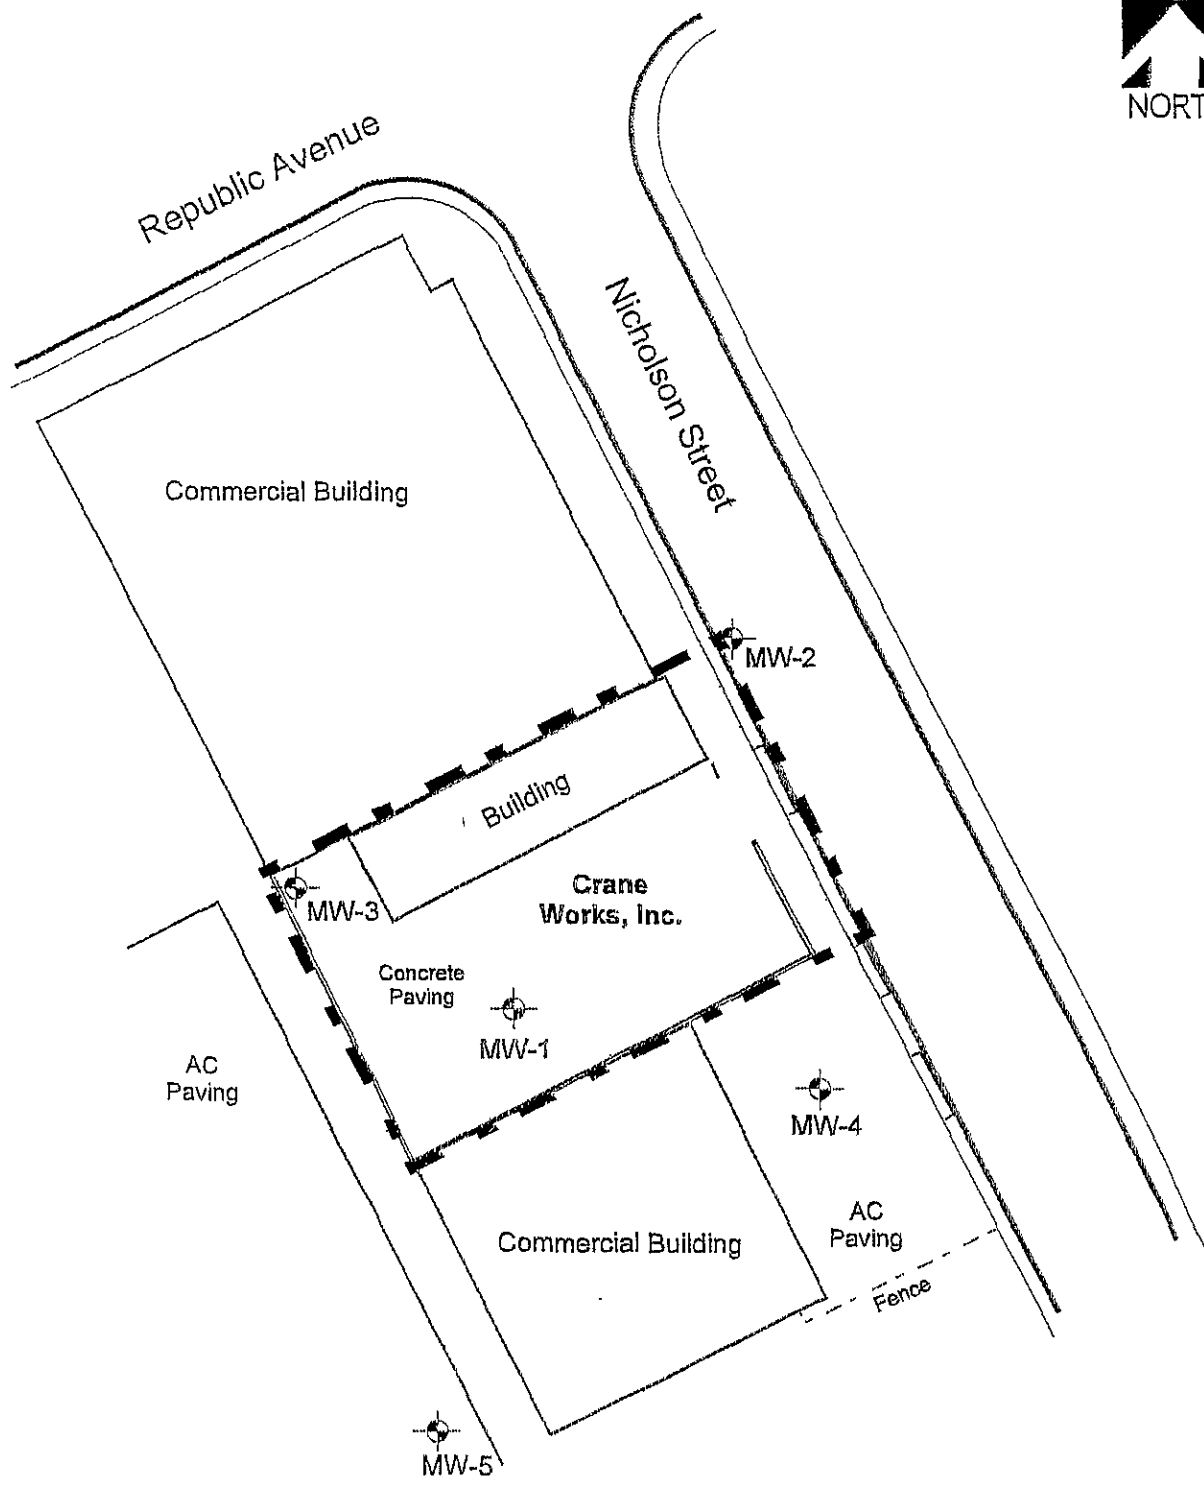 NORT
Republic Avenue
Nicholson Street
Commercial Building
MW-2
Building
Crane
Works, Inc.
MW-3
Concrete
Paving
MW-1
AC
Paving
MW-4
AC
Paving
Commercial Building
Fence
MW-5